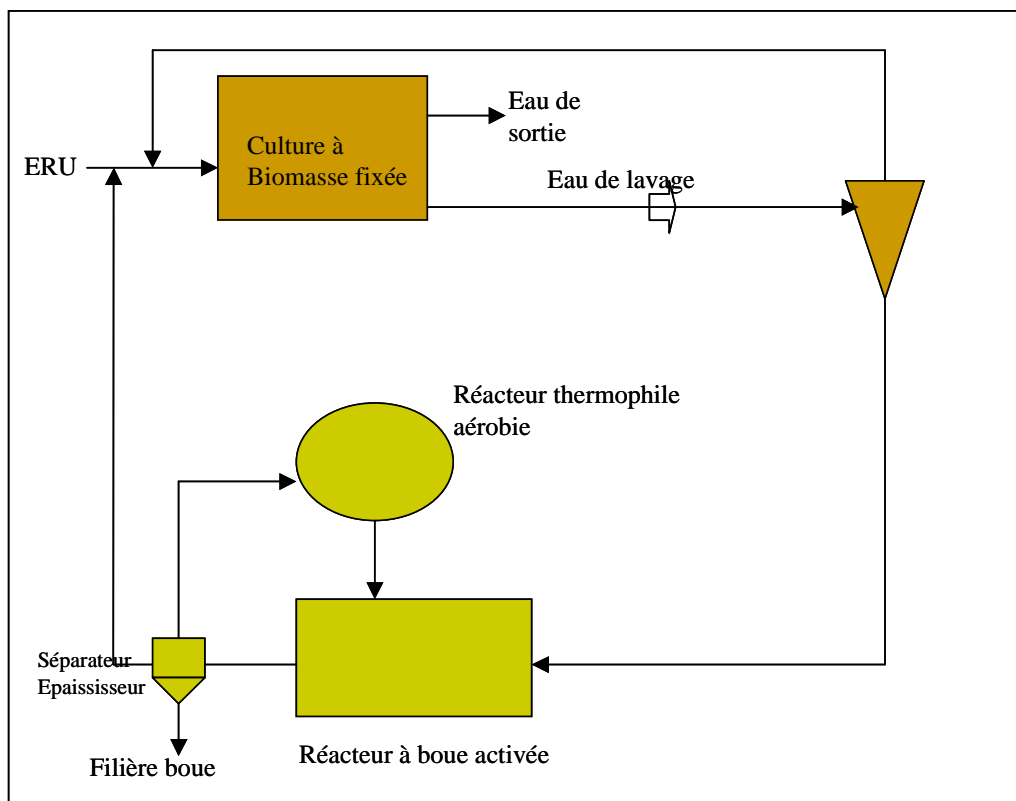 Eau de
sortie
Culture à
Biomasse fixée
ERU
Eau de lavage
Réacteur thermophile
aérobie
Séparateur
Epaississeur
Réacteur à boue activée
Filière boue